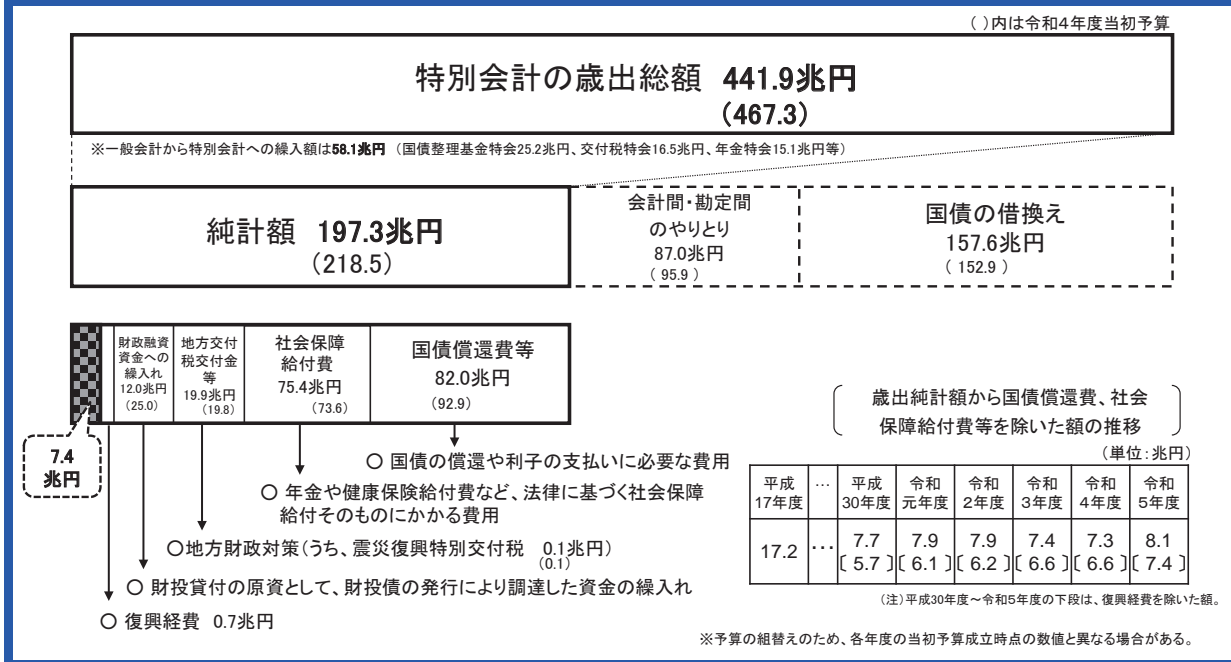 ( )内は令和4年度当初予算
特別会計の歳出総額 441.9兆円
(467.3)
※一般会計から特別会計への繰入額は58.1兆円 (国債整理基金特会25.2兆円、交付税特会16.5兆円、年金特会15.1兆円等)
純計額 197.3兆円
(218.5)
会計間・勘定間
のやりとり
87.0兆円
( 95.9 )
国債の借換え
157.6兆円
( 152.9 )
財政融資
資金への
繰入れ
12.0兆円
(25.0)
地方交付
税交付金
等
19.9兆円
(19.8)
社会保障
給付費
75.4兆円
(73.6)
国債償還費等
82.0兆円
(92.9)
7.4
兆円
○ 国債の償還や利子の支払いに必要な費用
○ 年金や健康保険給付費など、法律に基づく社会保障
給付そのものにかかる費用
○地方財政対策(うち、震災復興特別交付税 0.1兆円)
(0.1)
○ 財投貸付の原資として、財投債の発行により調達した資金の繰入れ
○ 復興経費 0.7兆円
歳出純計額から国債償還費、社会
保障給付費等を除いた額の推移
(単位:兆円)
平成 … 平成 令和 令和 令和 令和 令和
17年度 30年度 元年度 2年度 3年度 4年度 5年度
17.2 … 7.7 7.9 7.9 7.4 7.3 8.1
[ 5.7 ] [ 6.1 ] [ 6.2 ] [ 6.6 ] [ 6.6 ] [ 7.4 ]
(注)平成30年度~令和5年度の下段は、復興経費を除いた額。
※予算の組替えのため、各年度の当初予算成立時点の数値と異なる場合がある。